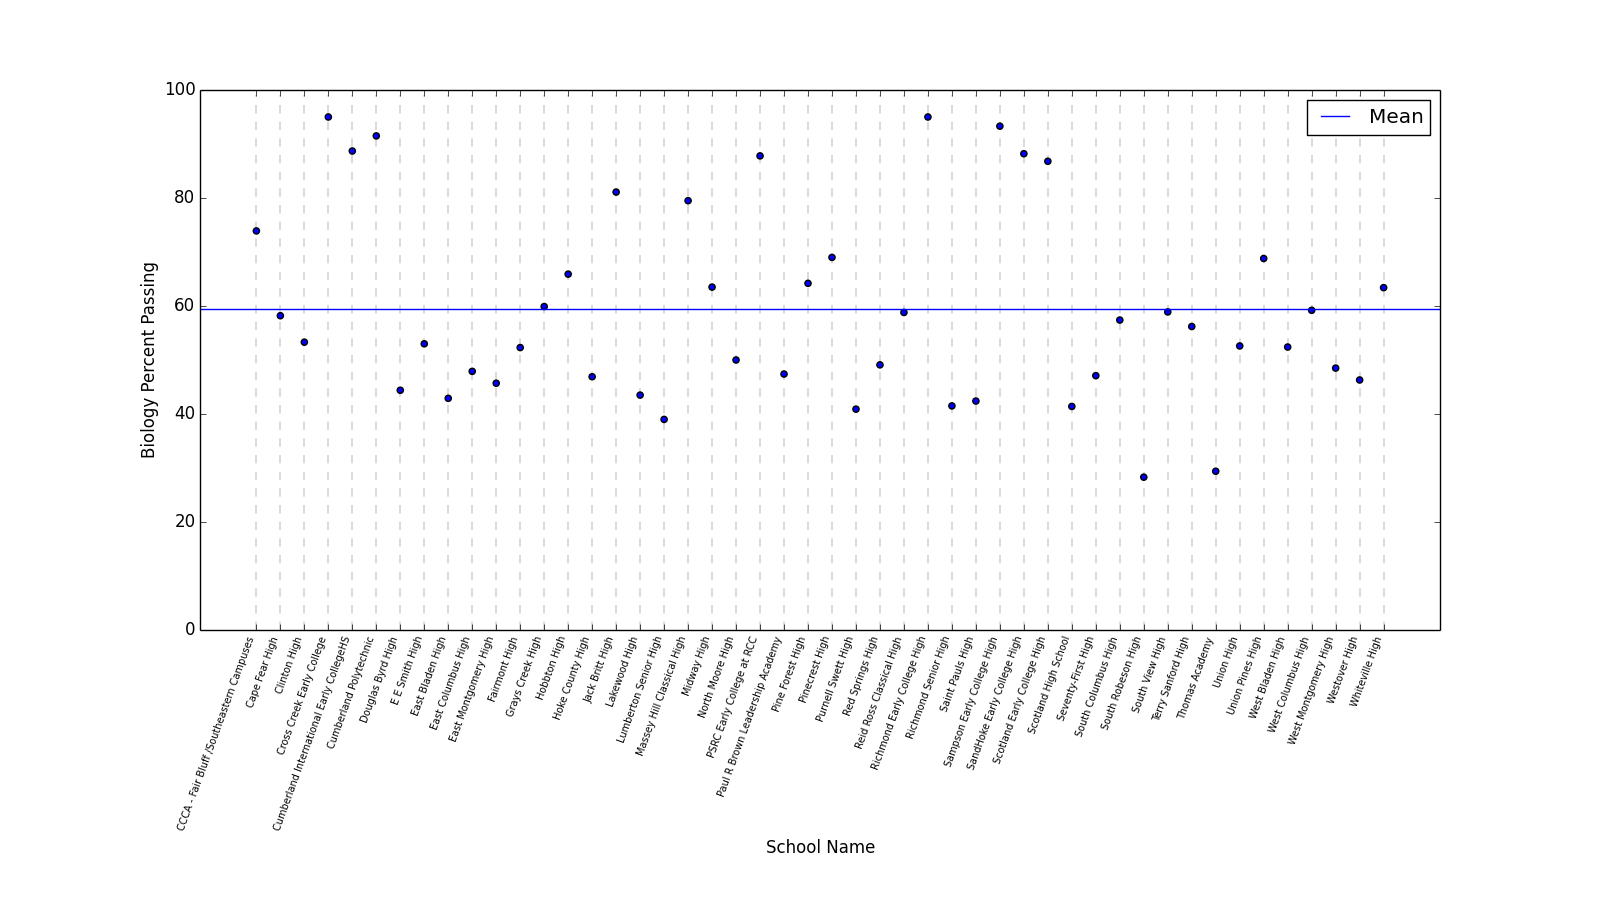 100
80
60
40
20
0
Biology Percent Passing
Mean
CCCA - Fair Bluff /Southeastern Campuses
Cape Fear High
Clinton High
Cross Creek Early College
Cumberland International Early CollegeHS
Cumberland Polytechnic
Douglas Byrd High
E E Smith High
East Bladen High
East Columbus High
East Montgomery High
Fairmont High
Grays Creek High
Hobbton High
Hoke County High
Jack Britt High
Lakewood High
Lumberton Senior High
Massey Hill Classical High
Midway High
North Moore High
PSRC Early College at RCC
Paul R Brown Leadership Academy
Pine Forest High
Pinecrest High
Purnell Swett High
Red Springs High
Reid Ross Classical High
Richmond Early College High
Richmond Senior High
Saint Pauls High
Sampson Early College High
SandHoke Early College High
Scotland Early College High
Scotland High School
Seventy-First High
South Columbus High
South Robeson High
South View High
Terry Sanford High
Thomas Academy
Union High
Union Pines High
West Bladen High
West Columbus High
West Montgomery High
Westover High
Whiteville High
School Name